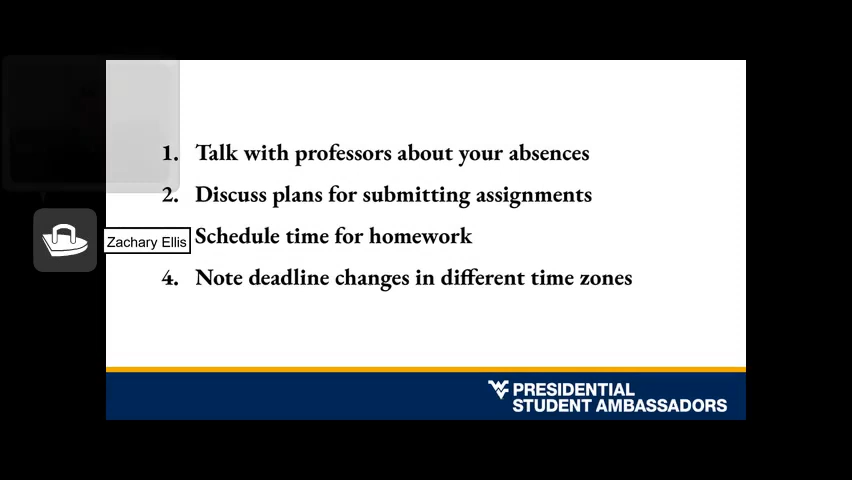 1. Talk with professors about your absences
2. Discuss plans for submitting assignments
Zachary Ellis
Schedule time for homework
4. Note deadline changes in different time zones
PRESIDENTIAL
STUDENT AMBASSADORS